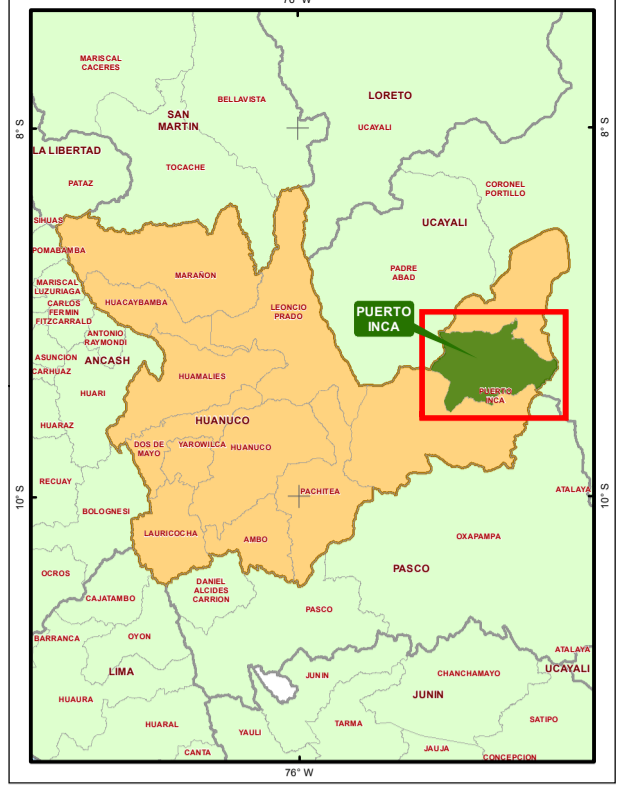 76° W
MARISCAL
CACERES
BELLAVISTA
LORETO
SAN
MARTIN
UCAYALI
8° S
8° S
LA LIBERTAD
TOCACHE
PATAZ
CORONEL
PORTILLO
SIHUAS
UCAYALI
POMABAMBA
PADRE
ABAD
MARAÑON
MARISCAL
LUZURIAGA
HUACAYBAMBA
LEONCIO
PRADO
CARLOS
FERMIN
FITZCARRALD
PUERTO
INCA
ANTONIO
RAYMONDI
ASUNCION
ANCASH
CARHUAZ
HUAMALIES
HUARI
PUERTO
INCA
HUANUCO
HUARAZ
DOS DE
MAYO
YAROWILCA
HUANUCO
RECUAY
PACHITEA
ATALAYA
10° S
10° S
BOLOGNESI
LAURICOCHA
AMBO
OXAPAMPA
PASCO
OCROS
DANIEL
ALCIDES
CARRION
CAJATAMBO
PASCO
BARRANCA
OYON
ATALAYA
UCAYALI
LIMA
JUNIN
CHANCHAMAYO
JUNIN
HUAURA
SATIPO
HUARAL
YAULI
TARMA
CANTA
JAUJA
CONCEPCION
76° W